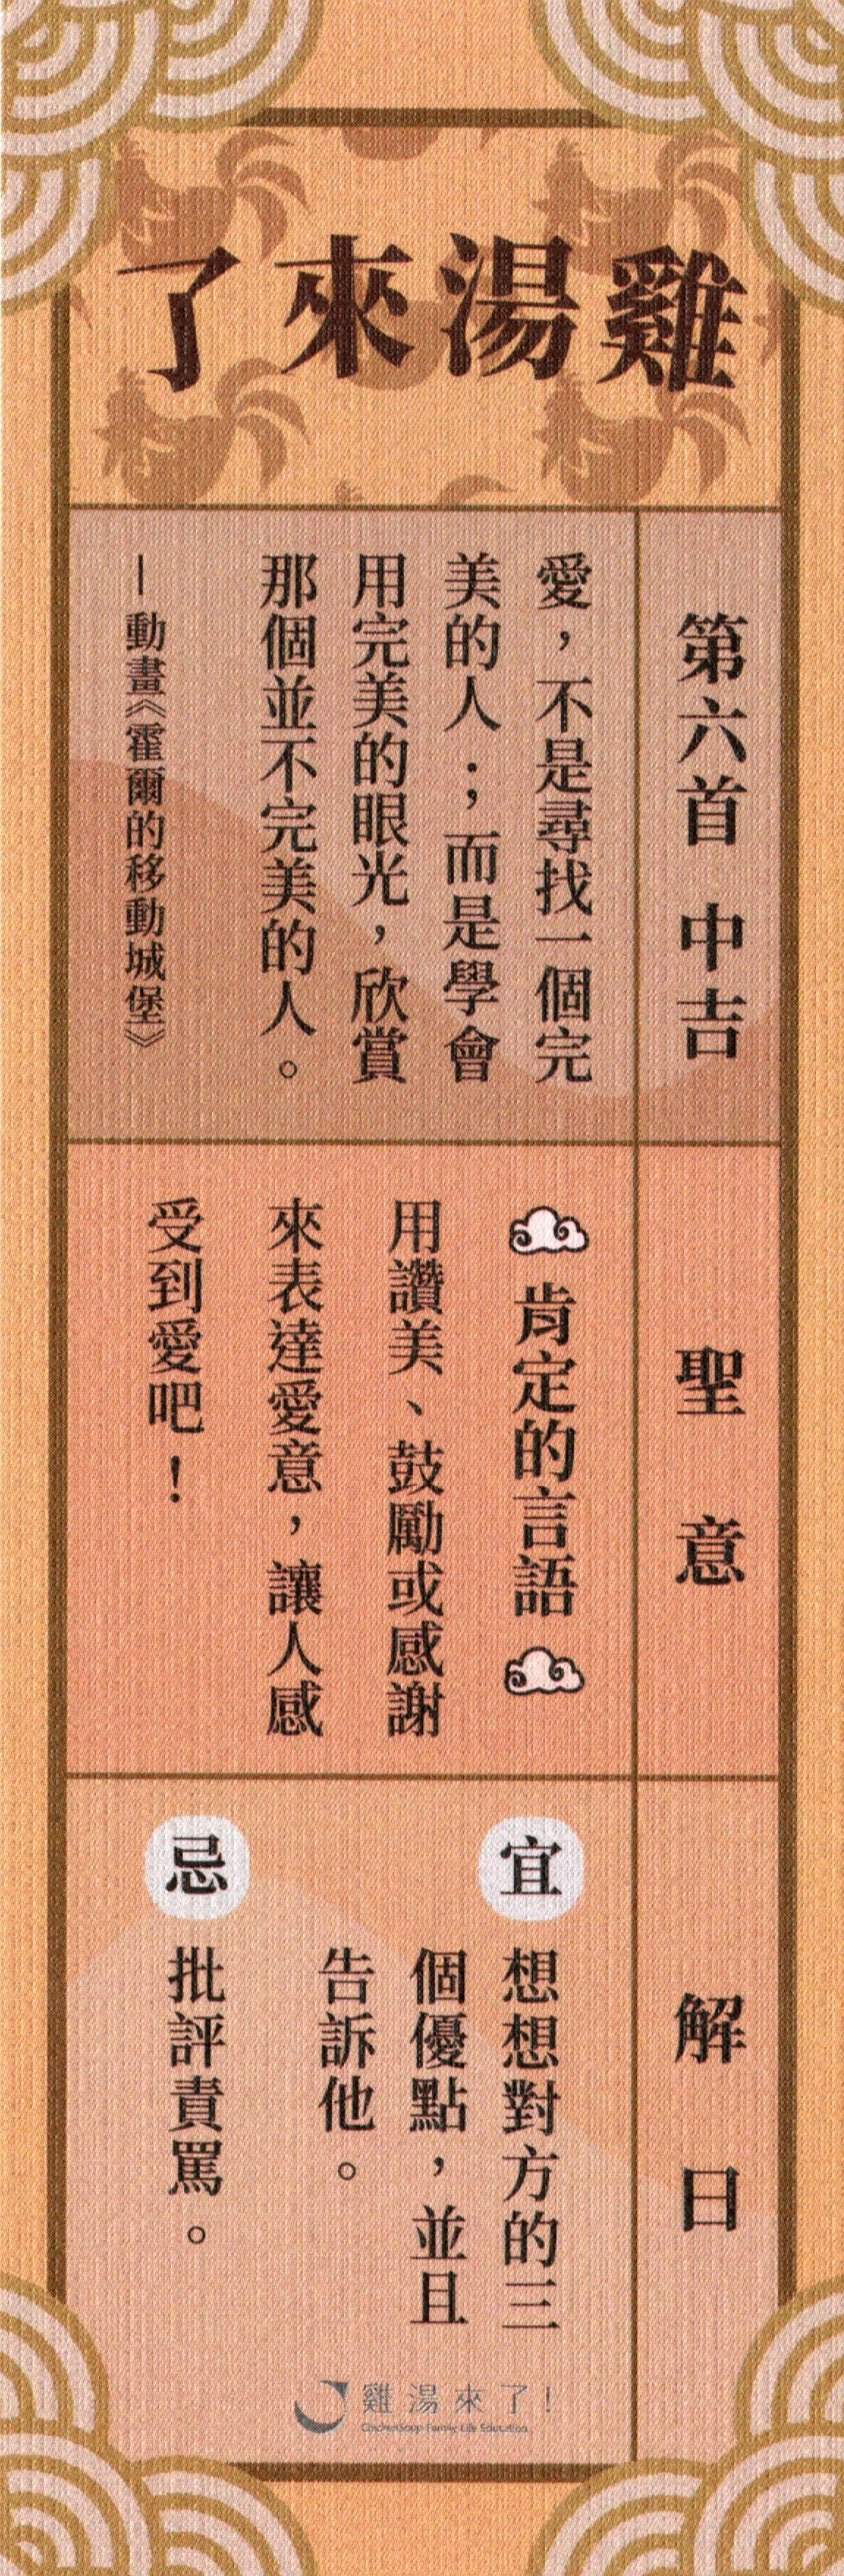 雞湯來了
第六首 中吉
愛，不是尋找一個完
美的人；而是學會
用完美的眼光，欣賞
那個並不完美的人。
—動畫《霍爾的移動城堡》
聖意
肯定的言語
用讚美、鼓勵或感謝
來表達愛意，讓人感
受到愛吧！
解曰
宜
想想對方的三
個優點，並且
告訴他。
忌
批評責罵。
雞湯來了！
ChickenSoup Family Life Education